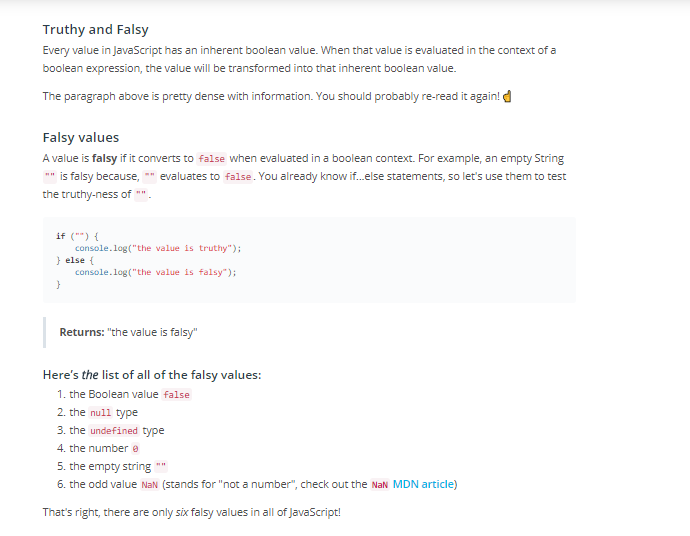 Truthy and Falsy
Every value in JavaScript has an inherent boolean value. When that value is evaluated in the context of a
boolean expression, the value will be transformed into that inherent boolean value.
The paragraph above is pretty dense with information. You should probably re-read it again! ☝
Falsy values
A value is falsy if it converts to false when evaluated in a boolean context. For example, an empty String
"" is falsy because, "" evaluates to false. You already know if...else statements, so let's use them to test
the truthy-ness of "".
if ("") {
    console.log("the value is truthy");
} else {
    console.log("the value is falsy");
}
Returns: "the value is falsy"
Here's the list of all of the falsy values:
1. the Boolean value false
2. the null type
3. the undefined type
4. the number 0
5. the empty string ""
6. the odd value NaN (stands for "not a number", check out the NaN MDN article)
That's right, there are only six falsy values in all of JavaScript!